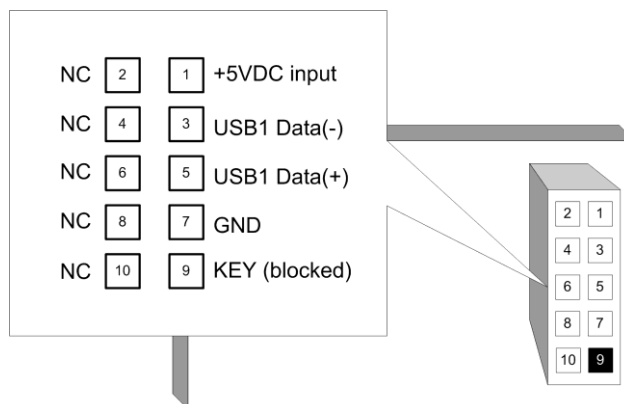 NC 2 1 +5VDC input
NC 4 3 USB1 Data(-)
NC 6 5 USB1 Data(+)
NC 8 7 GND
NC 10 9 KEY (blocked)
2 1
4 3
6 5
8 7
10 9